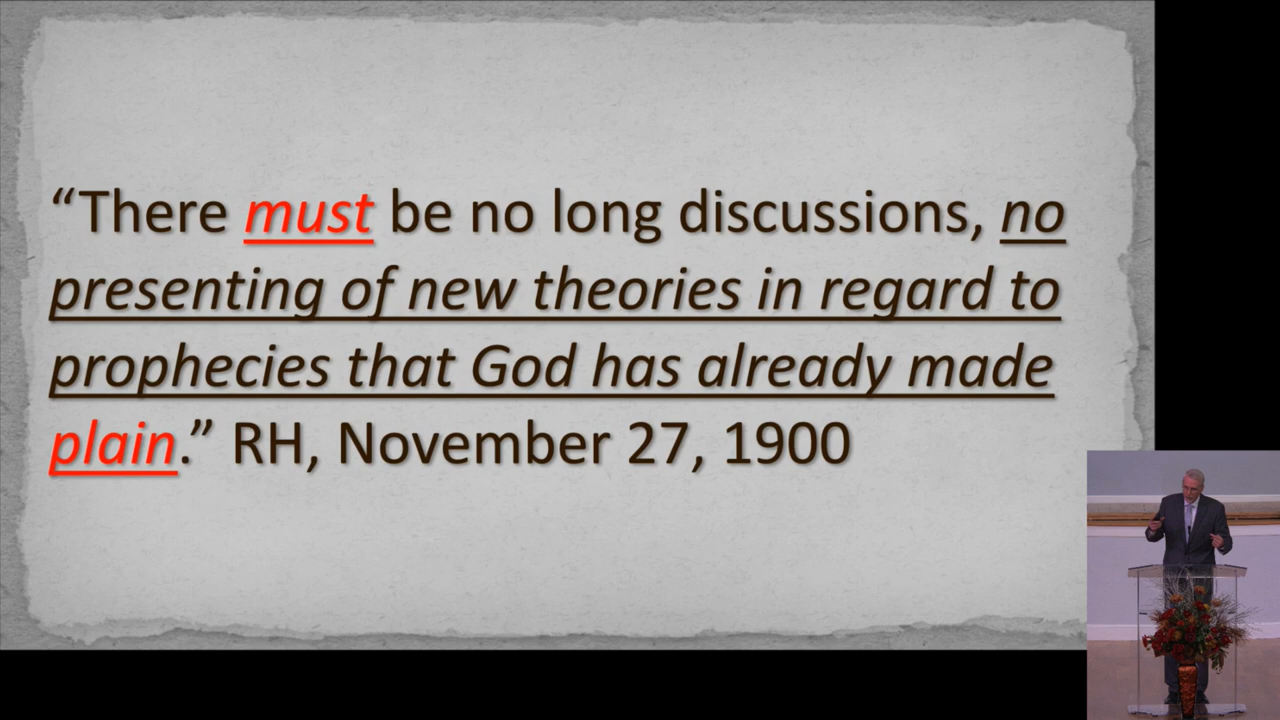 “There must be no long discussions, no
presenting of new theories in regard to
prophecies that God has already made
plain.” RH, November 27, 1900